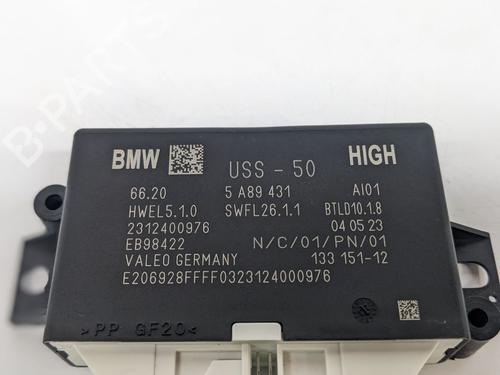 BMW USS - 50 HIGH
66.20 5 A89 431 AI01
HWEL5.1.0 SWFL26.1.1 BTLD10.1.8
2312400976 04 05 23
EB98422 N/C/01/PN/01
VALEO GERMANY 133 151-12
E206928FFFF0323124000976
>PP GF20<
B-PARTS